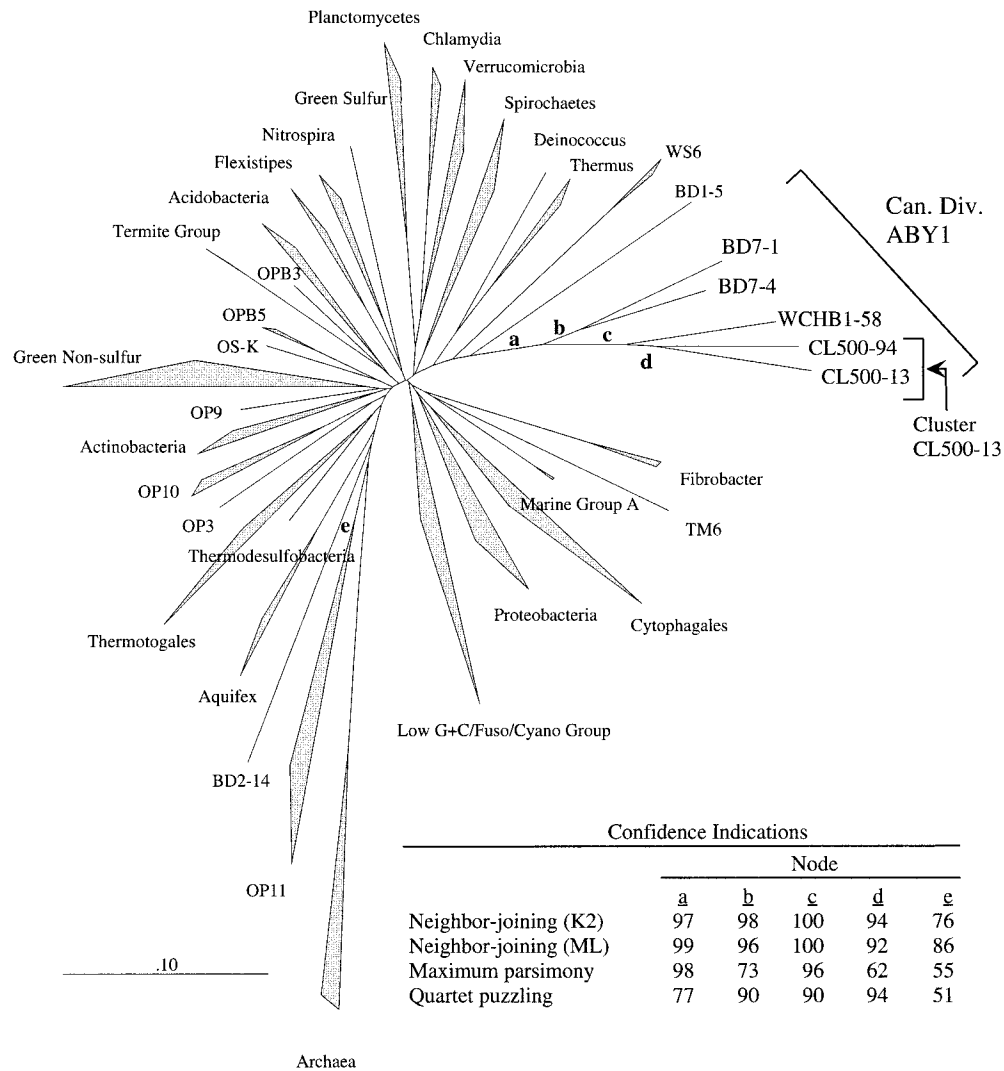 Planctomycetes
Chlamydia
Verrucomicrobia
Green Sulfur
Spirochaetes
Nitrospira
Deinococcus
Flexistipes
Thermus
WS6
Acidobacteria
BD1-5
Can. Div.
ABY1
Termite Group
BD7-1
OPB3
BD7-4
OPB5
WCHB1-58
a
b
c
OS-K
CL500-94
Green Non-sulfur
d
CL500-13
OP9
Cluster
CL500-13
Actinobacteria
Fibrobacter
OP10
Marine Group A
OP3
TM6
e
Thermodesulfobacteria
Proteobacteria
Cytophagales
Thermotogales
Aquifex
Low G+C/Fuso/Cyano Group
BD2-14
OP11
.10
Archaea
Confidence Indications
Node
a b c d e
Neighbor-joining (K2) 97 98 100 94 76
Neighbor-joining (ML) 99 96 100 92 86
Maximum parsimony 98 73 96 62 55
Quartet puzzling 77 90 90 94 51